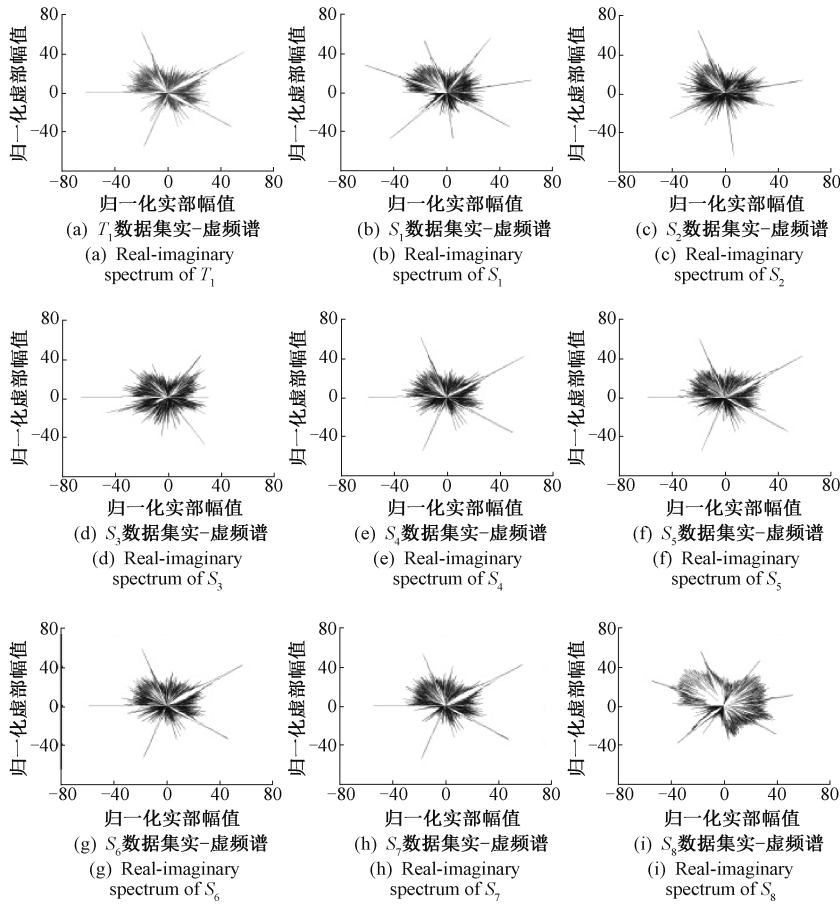 80
40
0
−40
归一化虚部幅值
−80
−40
0
40
80
归一化实部幅值
(a) T1数据集实-虚频谱
(a) Real-imaginary
spectrum of T1
80
40
0
−40
归一化虚部幅值
−80
−40
0
40
80
归一化实部幅值
(b) S1数据集实-虚频谱
(b) Real-imaginary
spectrum of S1
80
40
0
−40
归一化虚部幅值
−80
−40
0
40
80
归一化实部幅值
(c) S2数据集实-虚频谱
(c) Real-imaginary
spectrum of S2
80
40
0
−40
归一化虚部幅值
−80
−40
0
40
80
归一化实部幅值
(d) S3数据集实-虚频谱
(d) Real-imaginary
spectrum of S3
80
40
0
−40
归一化虚部幅值
−80
−40
0
40
80
归一化实部幅值
(e) S4数据集实-虚频谱
(e) Real-imaginary
spectrum of S4
80
40
0
−40
归一化虚部幅值
−80
−40
0
40
80
归一化实部幅值
(f) S5数据集实-虚频谱
(f) Real-imaginary
spectrum of S5
80
40
0
−40
归一化虚部幅值
−80
−40
0
40
80
归一化实部幅值
(g) S6数据集实-虚频谱
(g) Real-imaginary
spectrum of S6
80
40
0
−40
归一化虚部幅值
−80
−40
0
40
80
归一化实部幅值
(h) S7数据集实-虚频谱
(h) Real-imaginary
spectrum of S7
80
40
0
−40
归一化虚部幅值
−80
−40
0
40
80
归一化实部幅值
(i) S8数据集实-虚频谱
(i) Real-imaginary
spectrum of S8